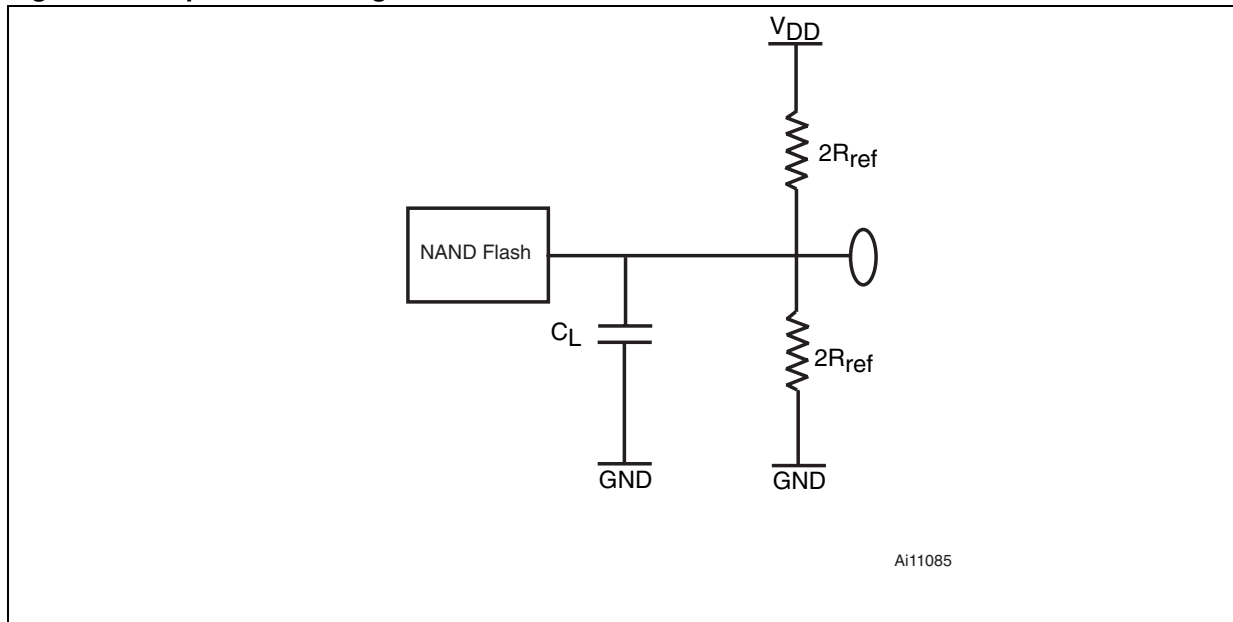 VDD
2Rref
NAND Flash
CL
2Rref
GND
GND
Ai11085